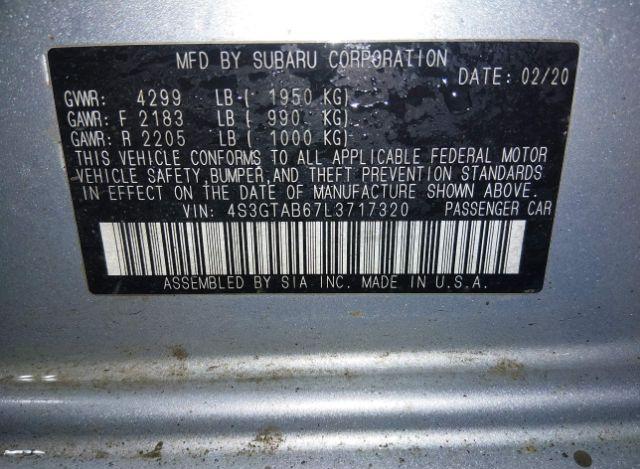 MFD BY SUBARU CORPORATION
DATE: 02/20
GVWR: 4299 LB ( 1950 KG)
GAWR: F 2183 LB ( 990 KG)
GAWR: R 2205 LB ( 1000 KG)
THIS VEHICLE CONFORMS TO ALL APPLICABLE FEDERAL MOTOR
VEHICLE SAFETY, BUMPER, AND THEFT PREVENTION STANDARDS
IN EFFECT ON THE DATE OF MANUFACTURE SHOWN ABOVE.
VIN: 4S3GTAB67L3717320 PASSENGER CAR
ASSEMBLED BY SIA INC. MADE IN U.S.A.